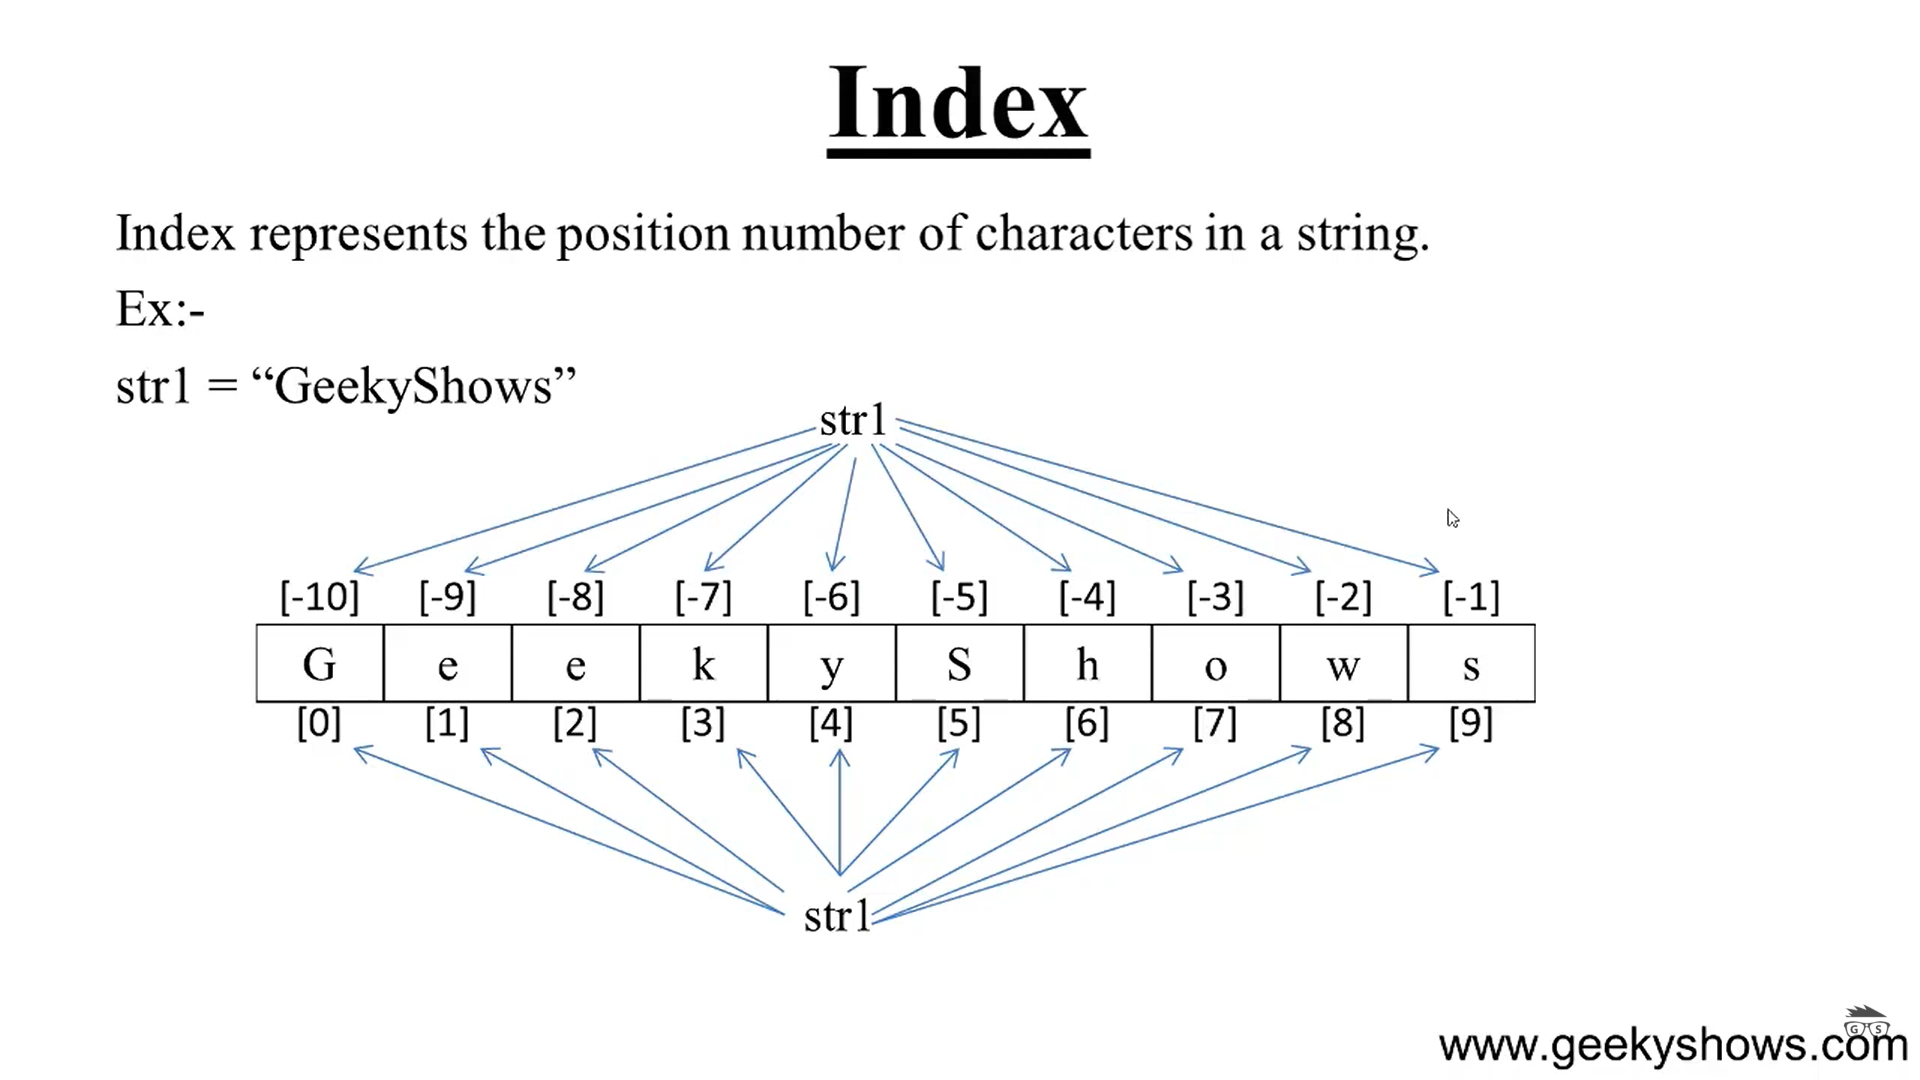 Index
Index represents the position number of characters in a string.
Ex:-
str1 = “GeekyShows”
str1
[-10] [-9] [-8] [-7] [-6] [-5] [-4] [-3] [-2] [-1]
G e e k y S h o w s
[0] [1] [2] [3] [4] [5] [6] [7] [8] [9]
str1
G S
www.geekyshows.com